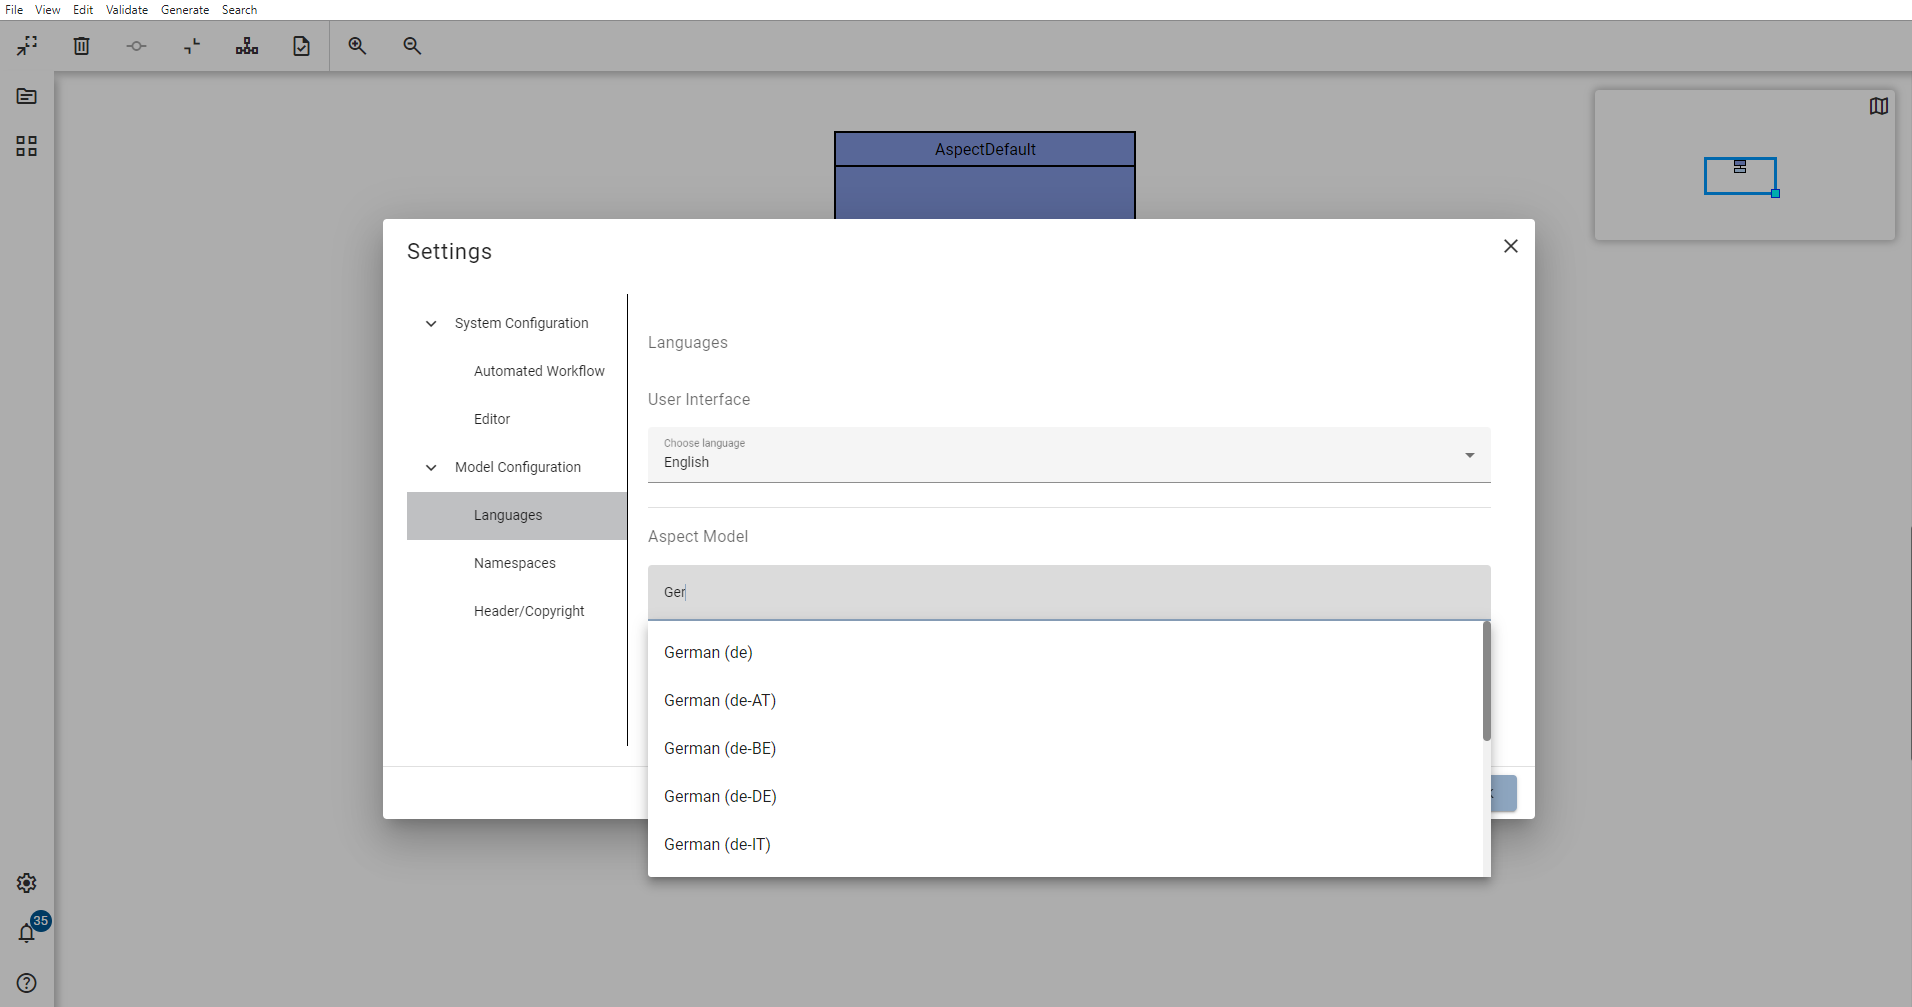 File View Edit Validate Generate Search
AspectDefault
Settings
System Configuration
Automated Workflow
Editor
Model Configuration
Languages
Namespaces
Header/Copyright
Languages
User Interface
Choose language
English
Aspect Model
Ger
German (de)
German (de-AT)
German (de-BE)
German (de-DE)
German (de-IT)
35